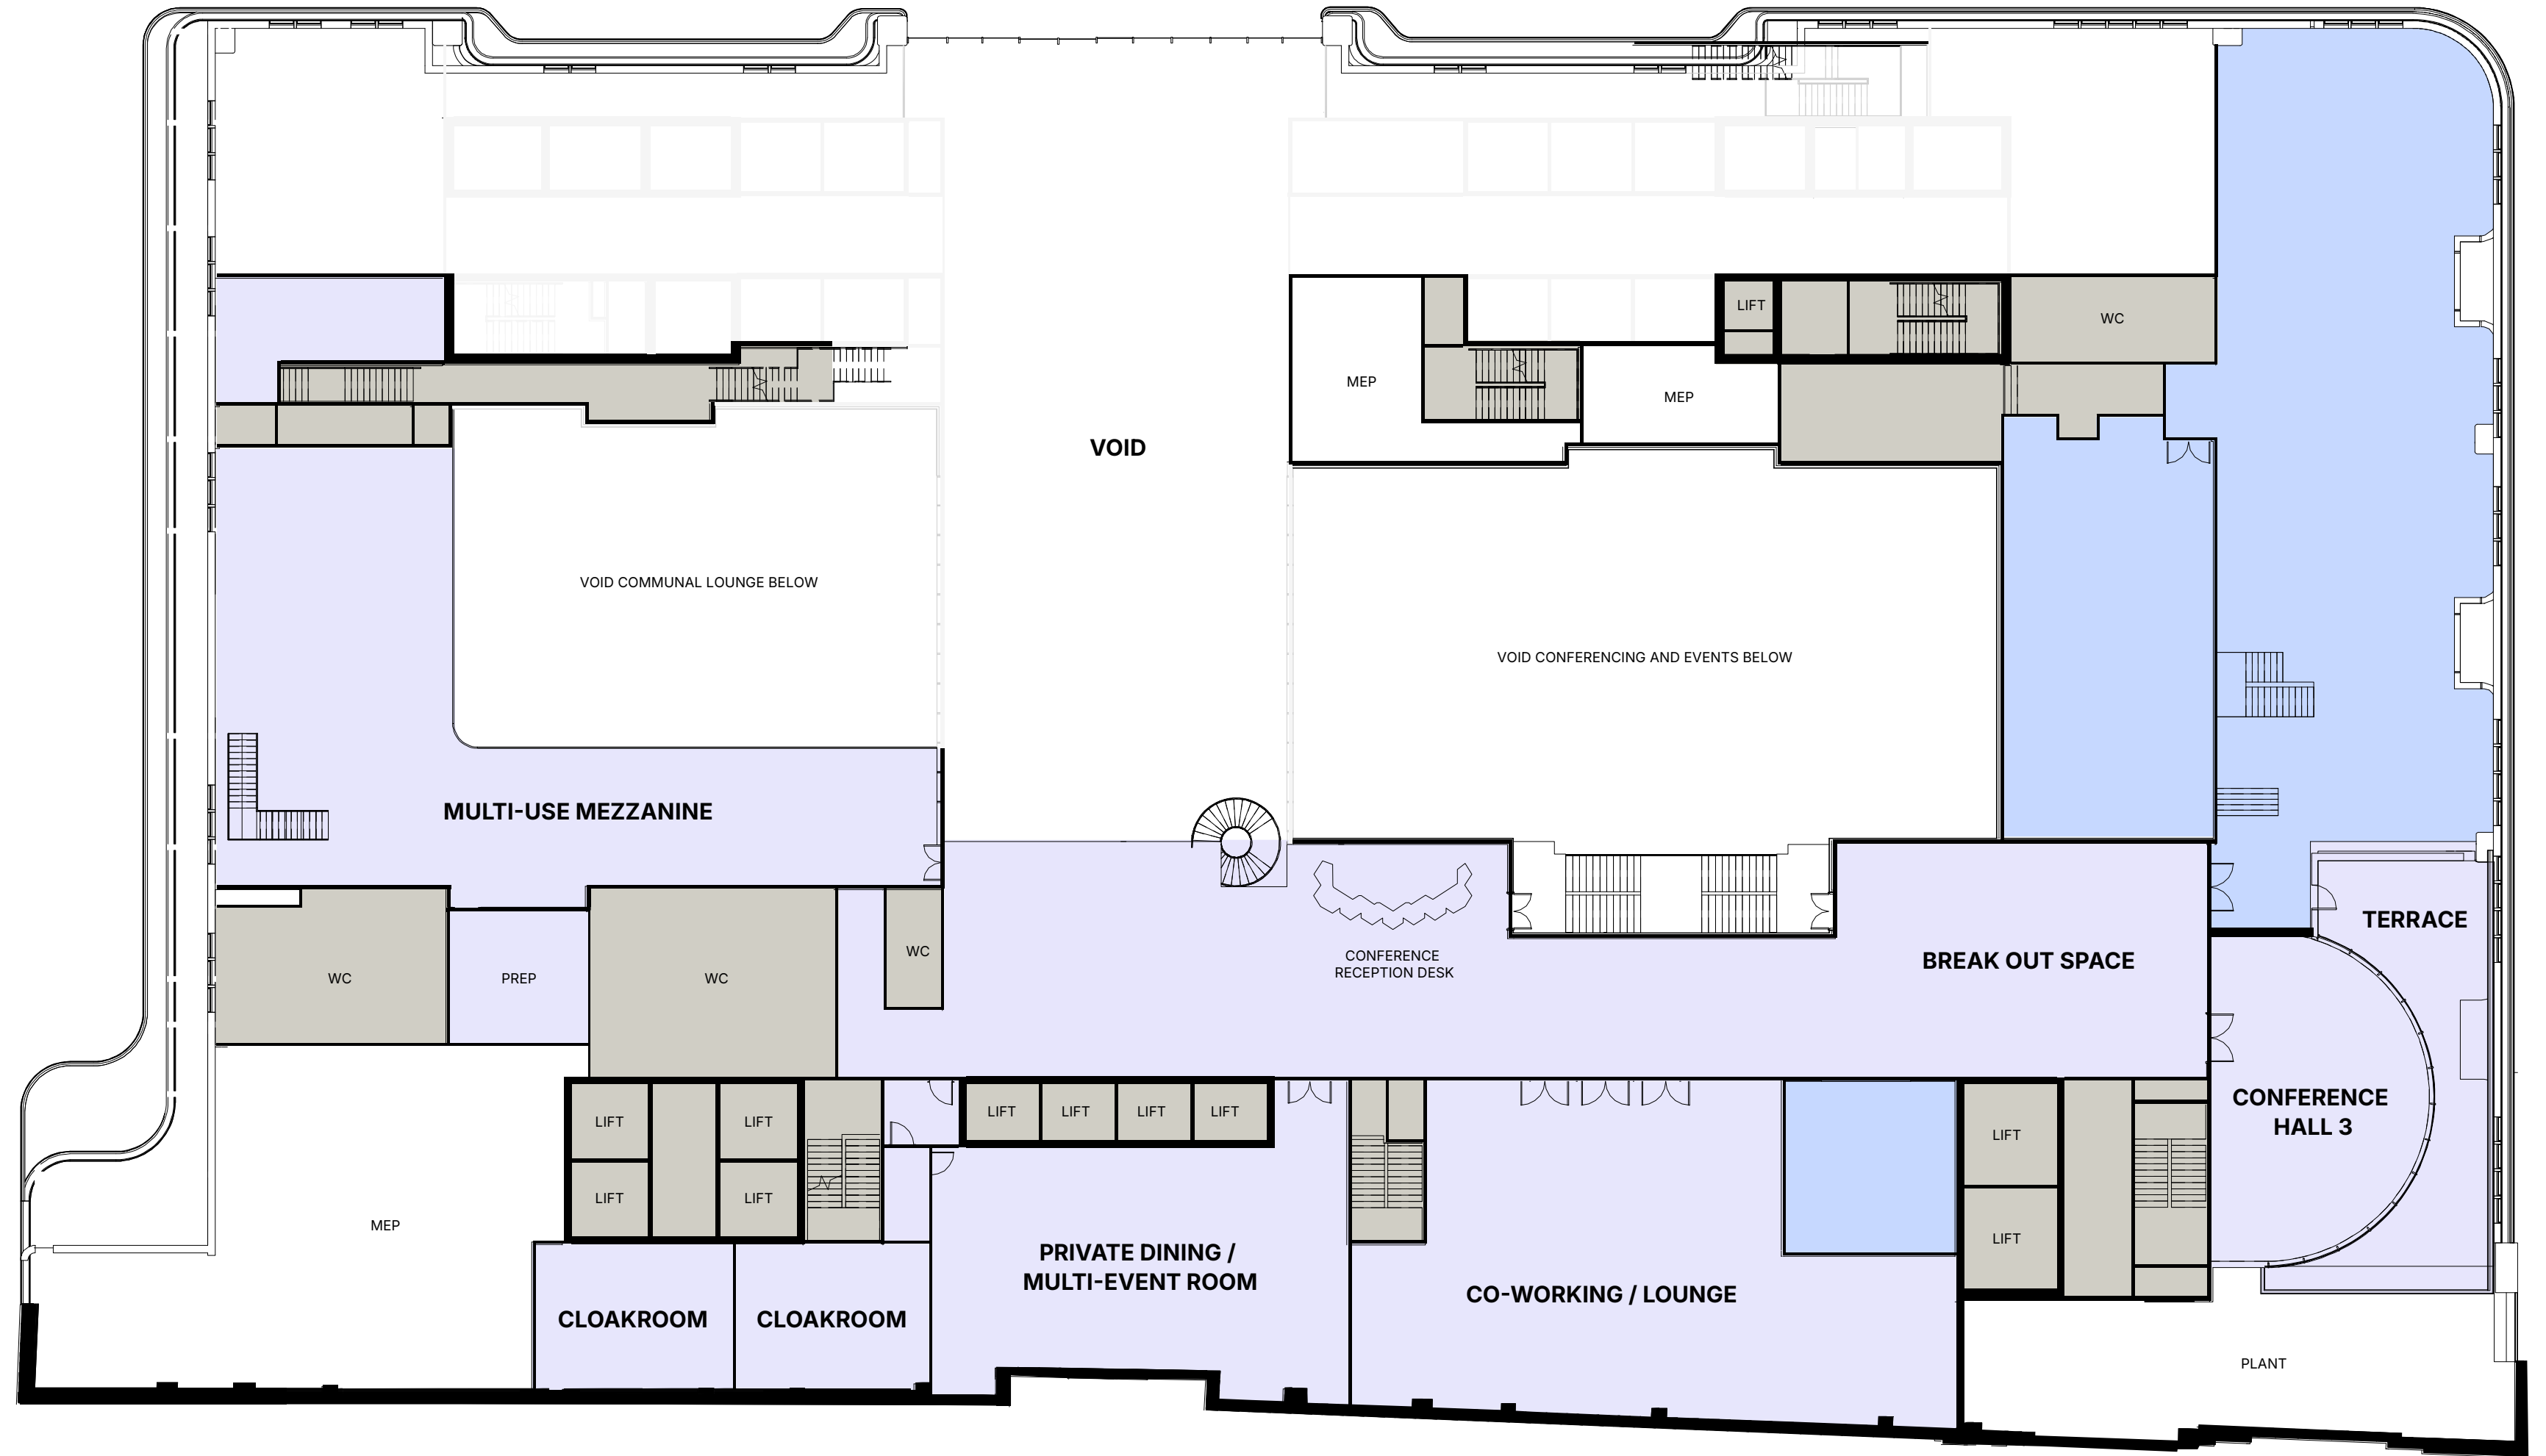 LIFT
WC
MEP
MEP
VOID
VOID COMMUNAL LOUNGE BELOW
VOID CONFERENCING AND EVENTS BELOW
MULTI-USE MEZZANINE
TERRACE
WC
CONFERENCE
RECEPTION DESK
BREAK OUT SPACE
WC
PREP
WC
CONFERENCE
HALL 3
LIFT
LIFT
LIFT
LIFT
LIFT
LIFT
LIFT
LIFT
LIFT
MEP
LIFT
PRIVATE DINING /
MULTI-EVENT ROOM
CO-WORKING / LOUNGE
CLOAKROOM
CLOAKROOM
PLANT